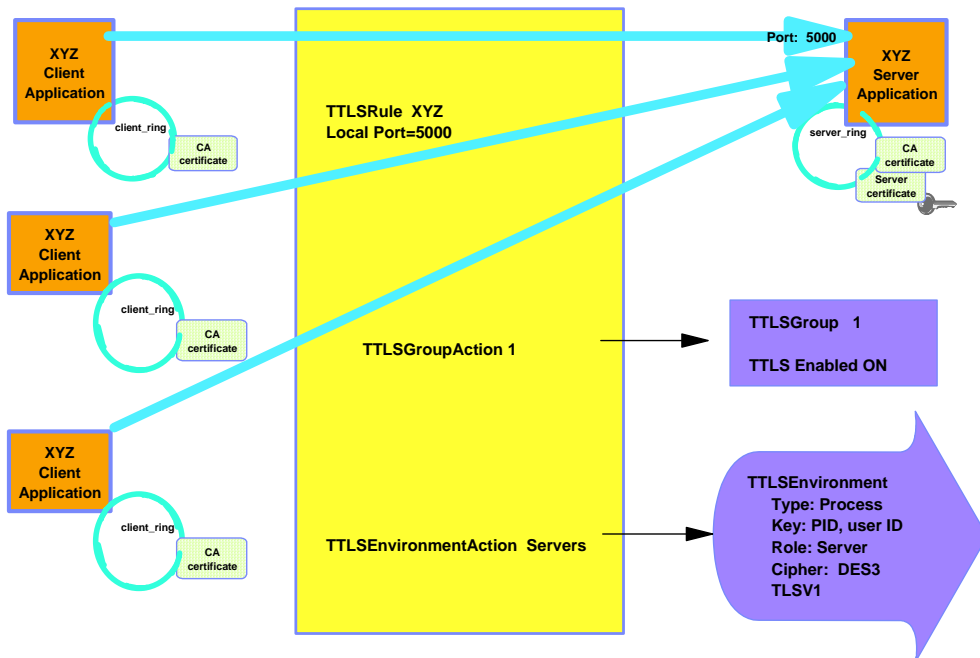 XYZ
Client
Application
client_ring
CA
certificate
XYZ
Client
Application
client_ring
CA
certificate
XYZ
Client
Application
client_ring
CA
certificate
TTLSRule XYZ
Local Port=5000
TTLSGroupAction 1
TTLSEnvironmentAction Servers
Port: 5000
XYZ
Server
Application
server_ring
CA
certificate
Server
certificate
TTLSGroup 1
TTLS Enabled ON
TTLSEnvironment
Type: Process
Key: PID, user ID
Role: Server
Cipher: DES3
TLSV1